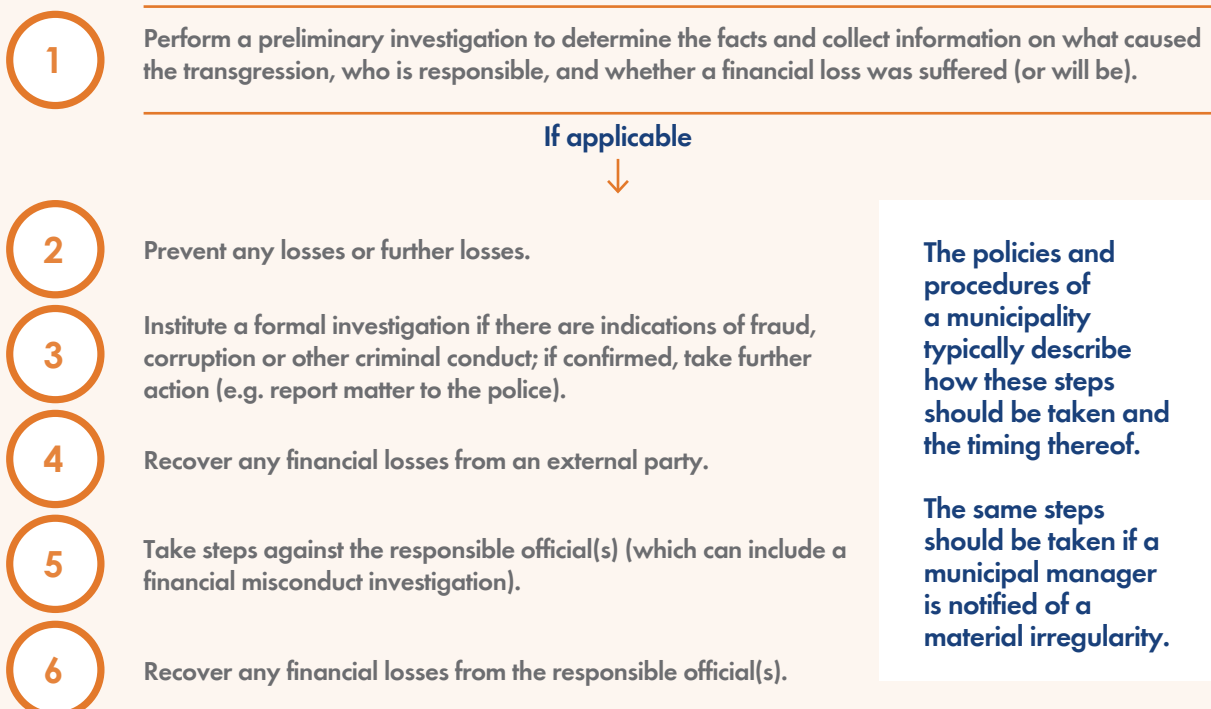 1
Perform a preliminary investigation to determine the facts and collect information on what caused
the transgression, who is responsible, and whether a financial loss was suffered (or will be).
If applicable
2
Prevent any losses or further losses.
3
Institute a formal investigation if there are indications of fraud,
corruption or other criminal conduct; if confirmed, take further
action (e.g. report matter to the police).
4
Recover any financial losses from an external party.
5
Take steps against the responsible official(s) (which can include a
financial misconduct investigation).
6
Recover any financial losses from the responsible official(s).
The policies and
procedures of
a municipality
typically describe
how these steps
should be taken and
the timing thereof.
The same steps
should be taken if a
municipal manager
is notified of a
material irregularity.